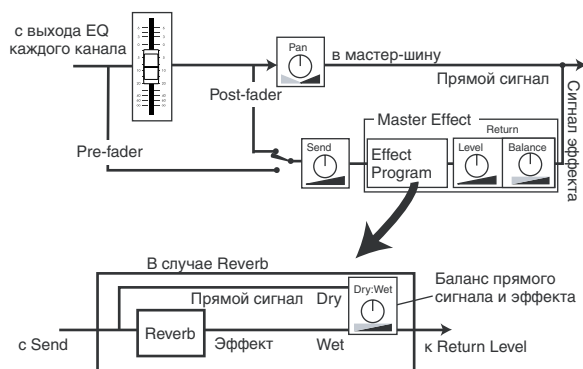 с выхода EQ
каждого канала
Pan
в мастер-шину
Прямой сигнал
Post-fader
Pre-fader
Send
Master Effect
Effect
Program
Return
Level
Balance
Сигнал эффекта
В случае Reverb
Прямой сигнал
Dry
Dry:Wet
Баланс прямого
сигнала и эффекта
с Send
Reverb
Эффект
Wet
к Return Level